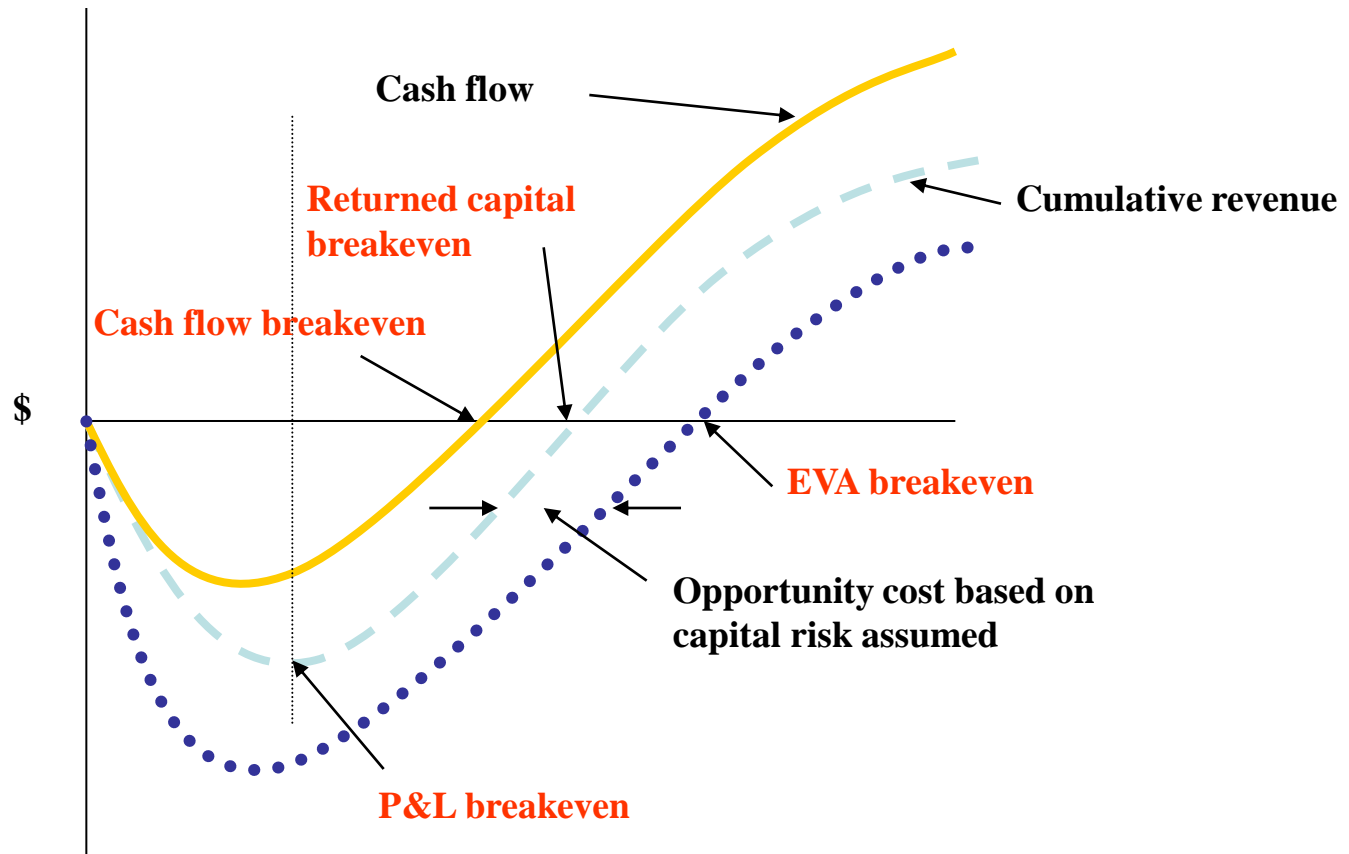 Cash flow
Returned capital
breakeven
Cumulative revenue
Cash flow breakeven
$
EVA breakeven
Opportunity cost based on
capital risk assumed
P&L breakeven